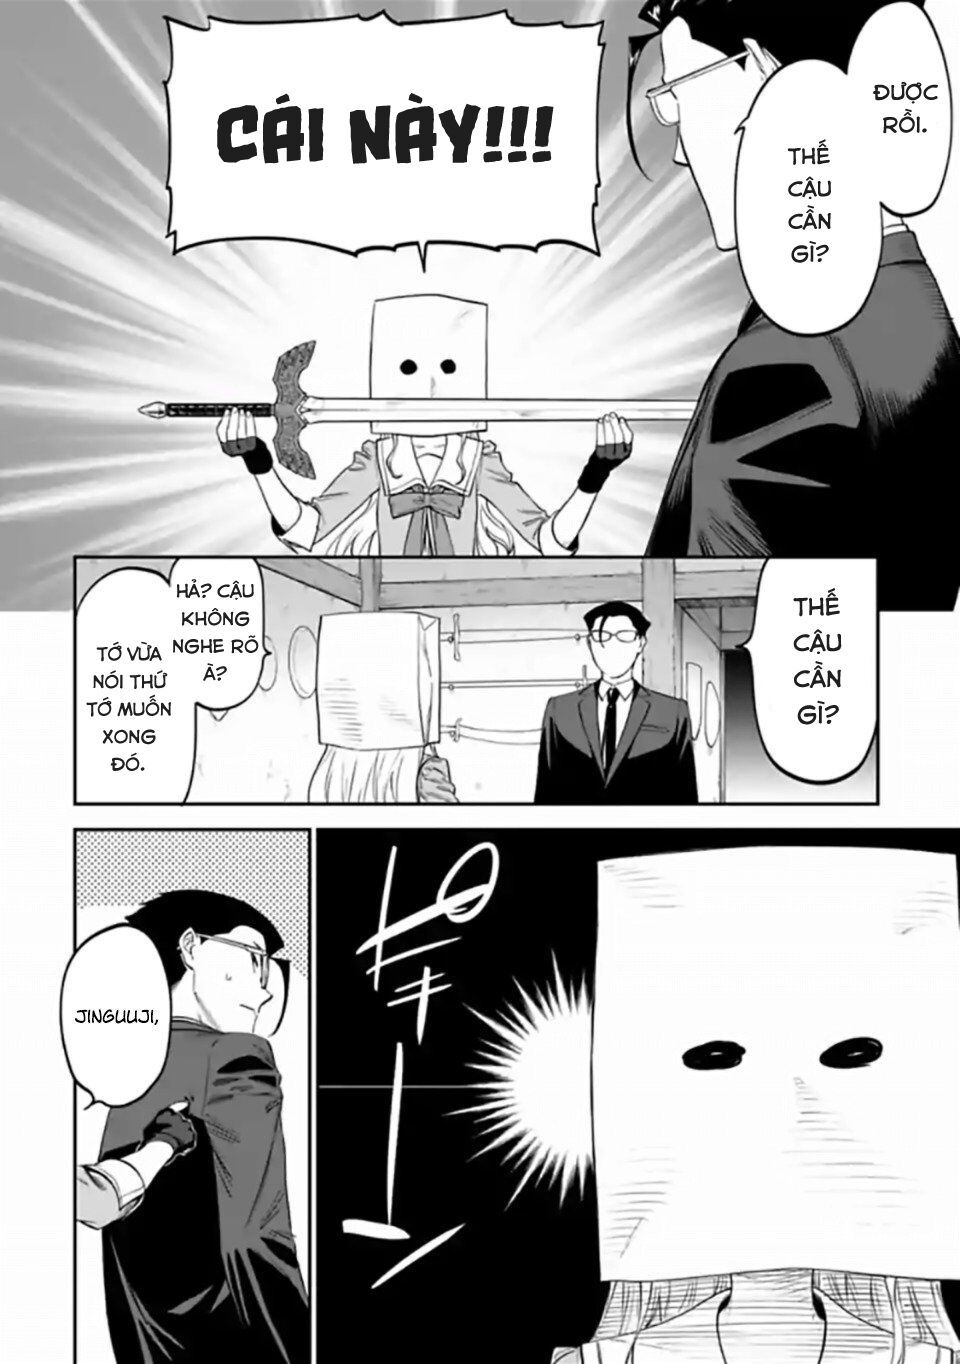 ĐƯỢC
RỒI.
THẾ
CẬU
CẦN
GÌ?
CÁI NÀY!!!
THẾ
CẬU
CẦN
GÌ?
HẢ? CẬU
KHÔNG
NGHE RÕ
À?
TỚ VỪA
NÓI THỨ
TỚ MUỐN
XONG
ĐÓ.
JINGUUJI,